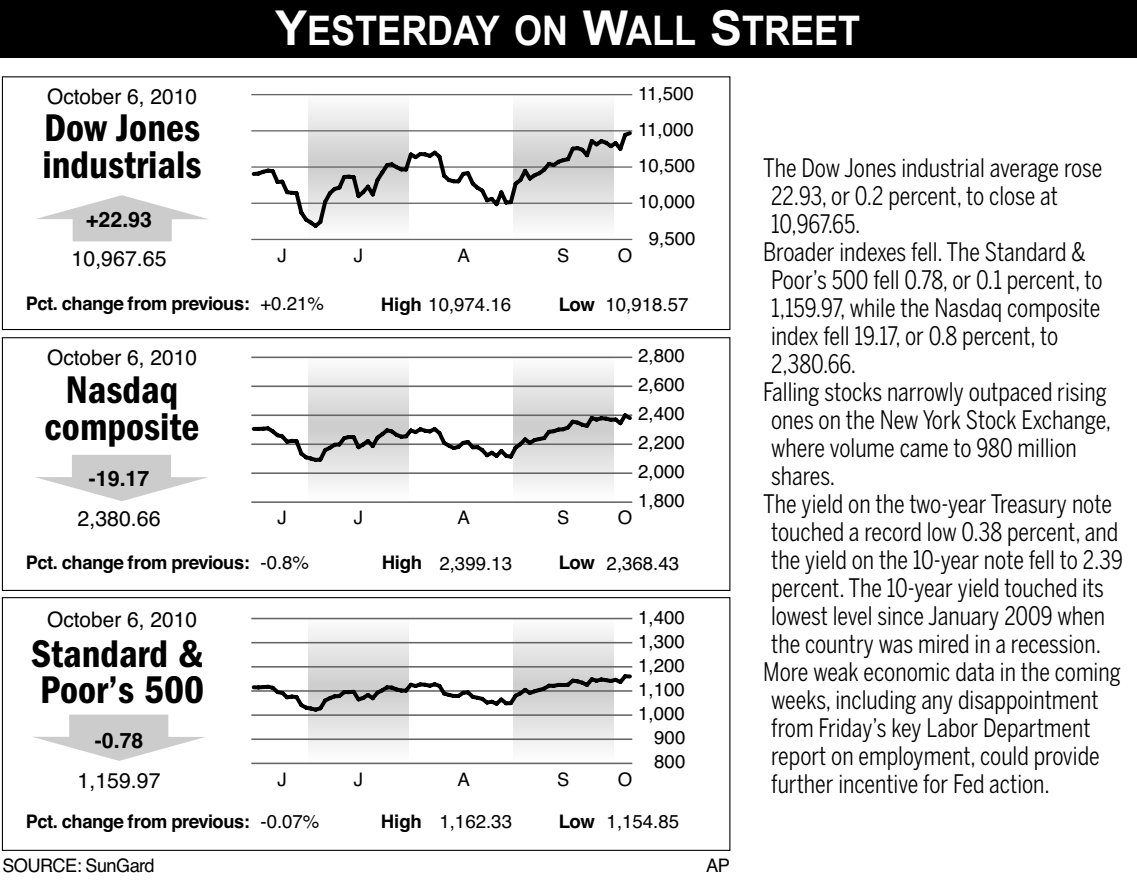 YESTERDAY ON WALL STREET
October 6, 2010
Dow Jones
industrials
+22.93
10,967.65
11,500
11,000
10,500
10,000
9,500
J J A S O
Pct. change from previous: +0.21% High 10,974.16 Low 10,918.57
October 6, 2010
Nasdaq
composite
-19.17
2,380.66
2,800
2,600
2,400
2,200
2,000
1,800
J J A S O
Pct. change from previous: -0.8% High 2,399.13 Low 2,368.43
October 6, 2010
Standard &
Poor's 500
-0.78
1,159.97
1,400
1,300
1,200
1,100
1,000
900
800
J J A S O
Pct. change from previous: -0.07% High 1,162.33 Low 1,154.85
SOURCE: SunGard AP
The Dow Jones industrial average rose
22.93, or 0.2 percent, to close at
10,967.65.
Broader indexes fell. The Standard &
Poor's 500 fell 0.78, or 0.1 percent, to
1,159.97, while the Nasdaq composite
index fell 19.17, or 0.8 percent, to
2,380.66.
Falling stocks narrowly outpaced rising
ones on the New York Stock Exchange,
where volume came to 980 million
shares.
The yield on the two-year Treasury note
touched a record low 0.38 percent, and
the yield on the 10-year note fell to 2.39
percent. The 10-year yield touched its
lowest level since January 2009 when
the country was mired in a recession.
More weak economic data in the coming
weeks, including any disappointment
from Friday's key Labor Department
report on employment, could provide
further incentive for Fed action.